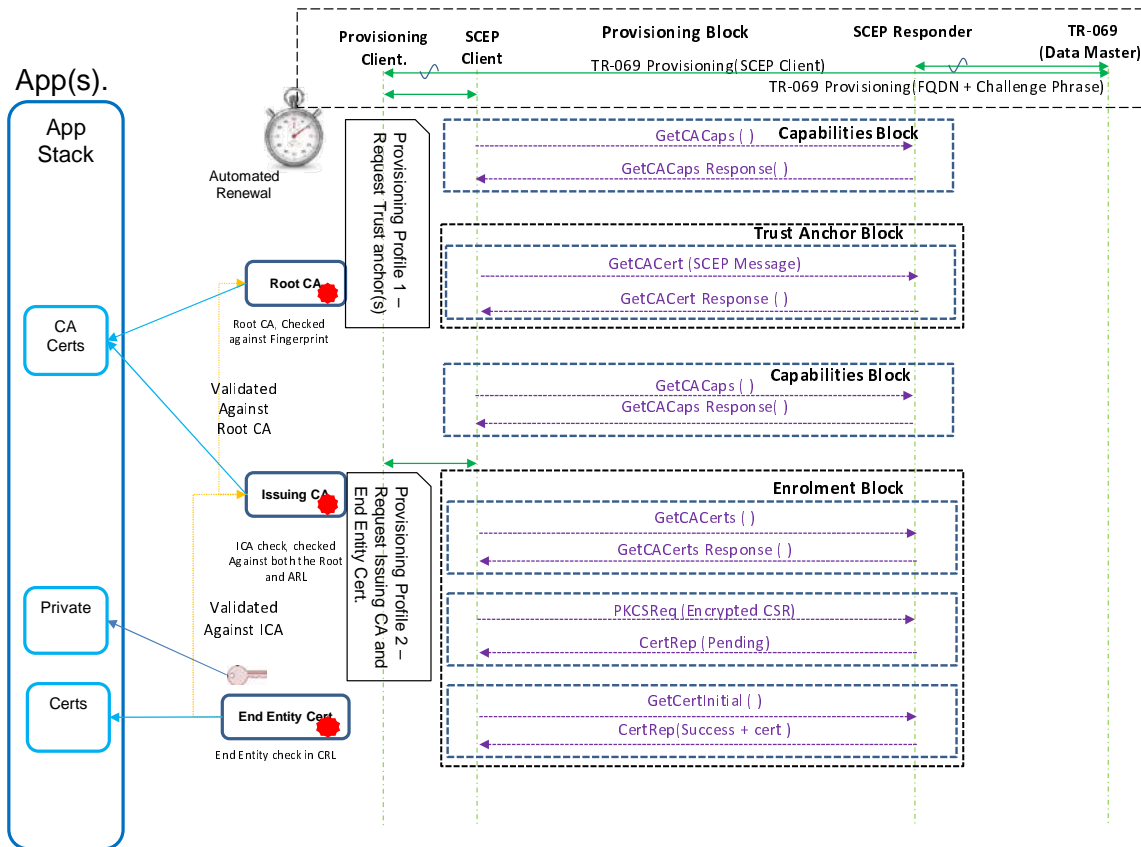 Provisioning
Client.
SCEP
Client
Provisioning Block
SCEP Responder
TR-069
(Data Master)
TR-069 Provisioning(SCEP Client)
TR-069 Provisioning(FQDN + Challenge Phrase)
App(s).
App
Stack
Automated
Renewal
Provisioning Profile 1 –
Request Trust anchor(s)
Capabilities Block
GetCACaps ( )
GetCACaps Response( )
Trust Anchor Block
GetCACert (SCEP Message)
GetCACert Response ( )
Root CA
Root CA, Checked
against Fingerprint
CA
Certs
Validated
Against
Root CA
Capabilities Block
GetCACaps ( )
GetCACaps Response( )
Issuing CA
ICA check, checked
Against both the Root
and ARL
Provisioning Profile 2 –
Request Issuing CA and
End Entity Cert.
Enrolment Block
GetCACerts ( )
GetCACerts Response ( )
Private
Validated
Against ICA
PKCSReq (Encrypted CSR)
CertRep (Pending)
Certs
End Entity Cert
End Entity check in CRL
GetCertInitial ( )
CertRep(Success + cert )